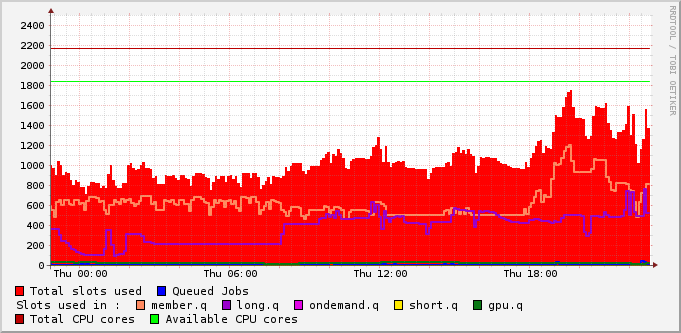 RRDTOOL / TOBI OETIKER
2400
2200
2000
1800
1600
1400
1200
1000
800
600
400
200
0
Thu 00:00 Thu 06:00 Thu 12:00 Thu 18:00
Total slots used Queued Jobs
Slots used in : member.q long.q ondemand.q short.q gpu.q
Total CPU cores Available CPU cores